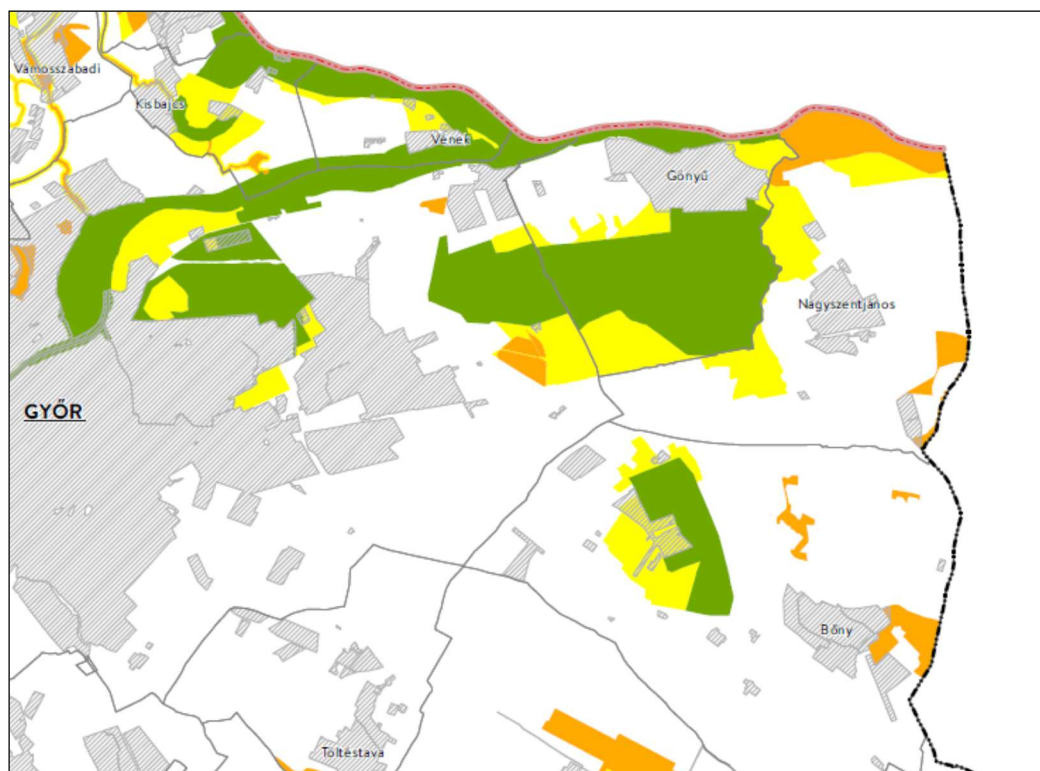 Vámosszabadi
Kisbajcs
Vének
Gönyű
Nagyszentjános
GYŐR
Bőny
Töltéstava